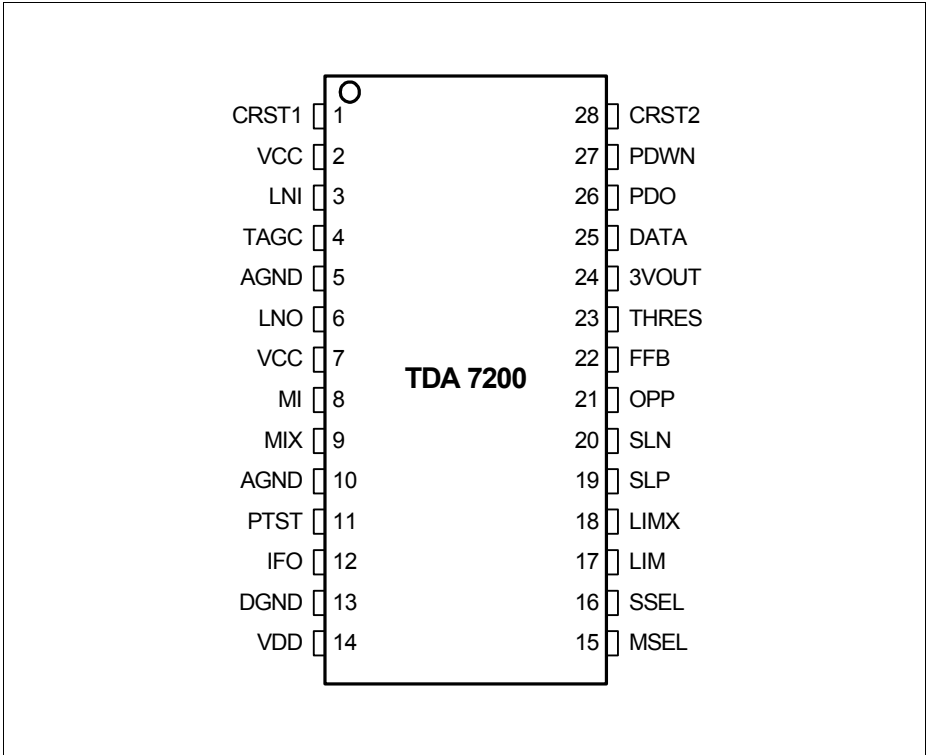 CRST1 1 28 CRST2
VCC 2 27 PDWN
LNI 3 26 PDO
TAGC 4 25 DATA
AGND 5 24 3VOUT
LNO 6 23 THRES
VCC 7 22 FFB
TDA 7200
MI 8 21 OPP
MIX 9 20 SLN
AGND 10 19 SLP
PTST 11 18 LIMX
IFO 12 17 LIM
DGND 13 16 SSEL
VDD 14 15 MSEL